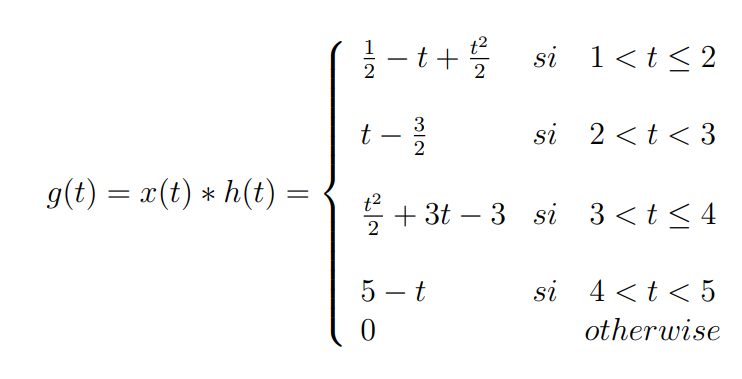 1/2 − t + t²/2 si 1 < t ≤ 2
t − 3/2 si 2 < t < 3
g(t) = x(t) ∗ h(t) =
t²/2 + 3t − 3 si 3 < t ≤ 4
5 − t si 4 < t < 5
0 otherwise